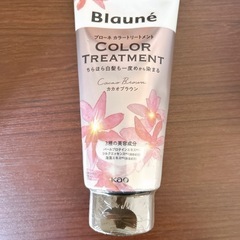 Blauné
ブローネ カラートリートメント
COLOR
TREATMENT
ちらほら白髪も一度めから染まる
Cacao Brown
カカオブラウン
3種の美容成分
kao